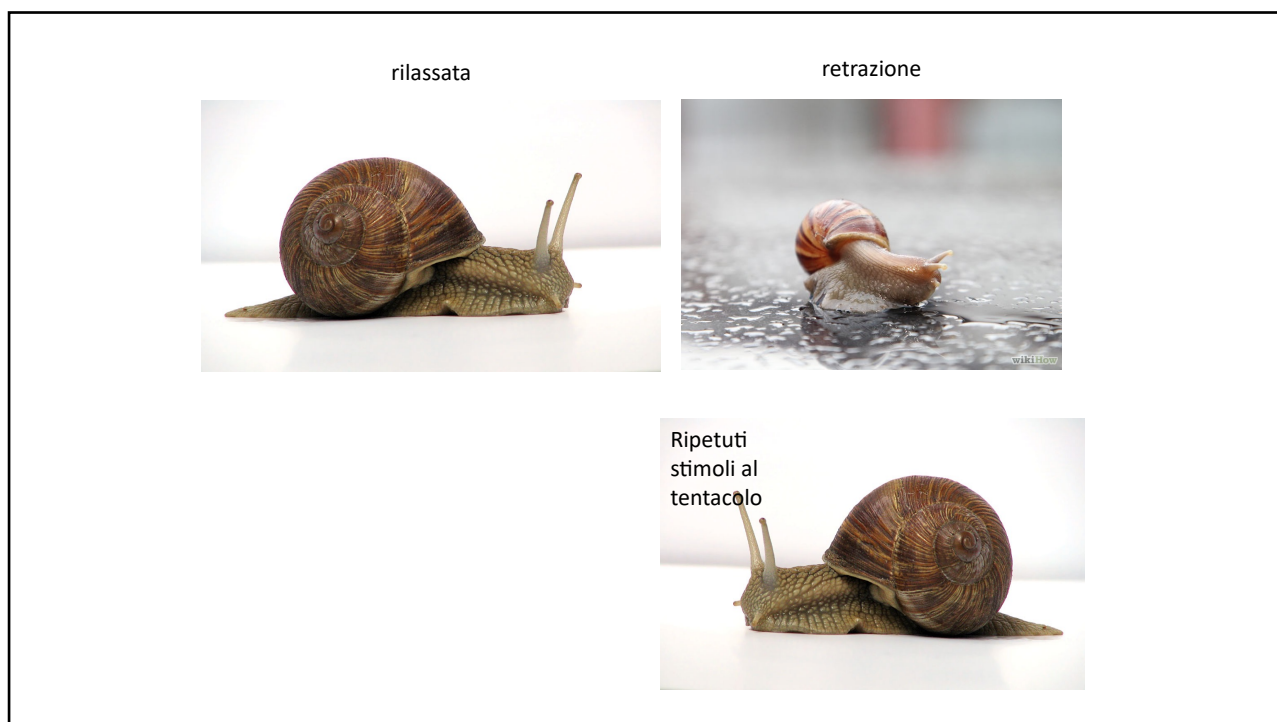 rilassata
retrazione
wikiHow
Ripetuti
stimoli al
tentacolo